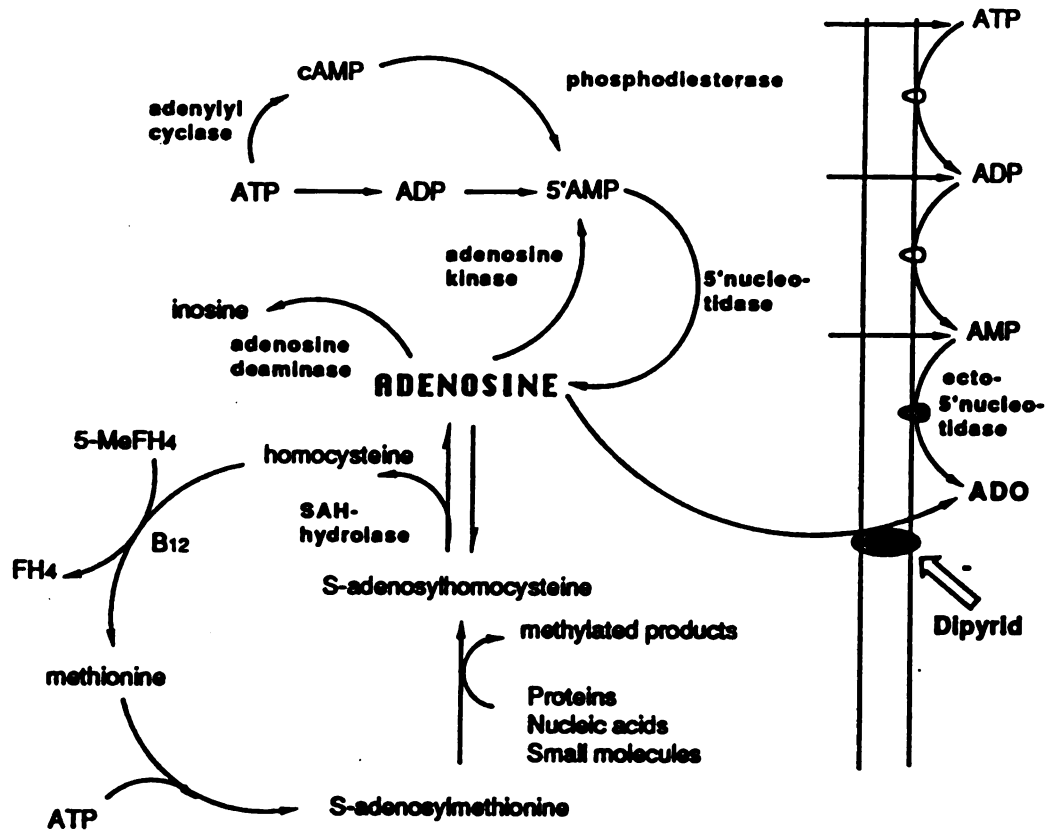 ATP
cAMP
phosphodiesterase
adenylyl
cyclase
ATP
ADP
5'AMP
ADP
adenosine
kinase
5'nucleo-
tidase
inosine
adenosine
deaminase
AMP
ADENOSINE
ecto-
5'nucleo-
tidase
5-MeFH4
homocysteine
ADO
SAH-
hydrolase
B12
FH4
S-adenosylhomocysteine
Dipyrid
methylated products
methionine
Proteins
Nucleic acids
Small molecules
ATP
S-adenosylmethionine